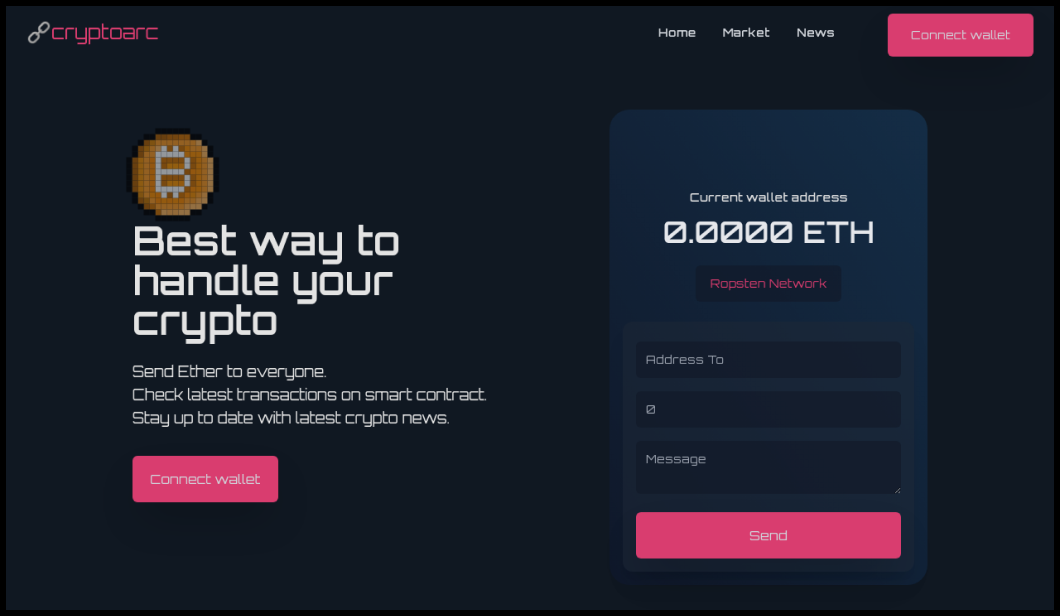 cryptoarc
Home
Market
News
Connect wallet
Best way to
handle your
crypto
Send Ether to everyone.
Check latest transactions on smart contract.
Stay up to date with latest crypto news.
Connect wallet
Current wallet address
0.0000 ETH
Ropsten Network
Address To
0
Message
Send